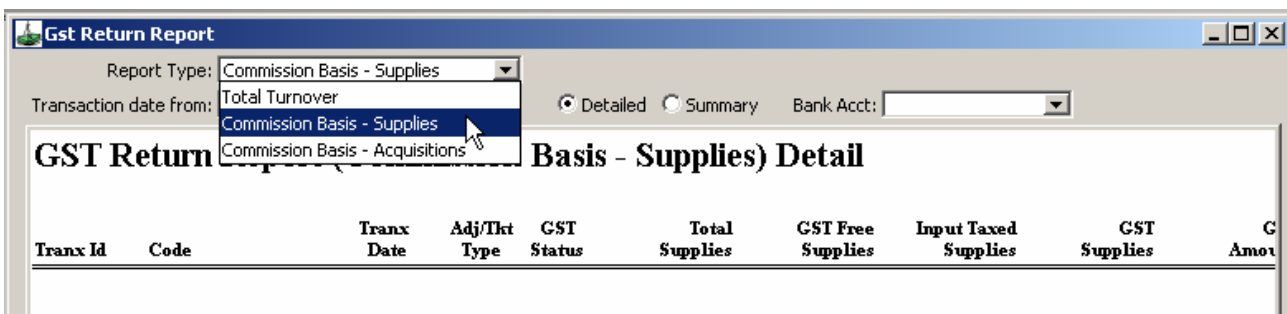 Gst Return Report
Report Type: Commission Basis - Supplies
Total Turnover
Commission Basis - Supplies
Commission Basis - Acquisitions
Transaction date from: Detailed Summary Bank Acct:
GST Return Basis - Supplies) Detail
Tranx Id Code Tranx Date Adj/Tkt Type GST Status Total Supplies GST Free Supplies Input Taxed Supplies GST Supplies